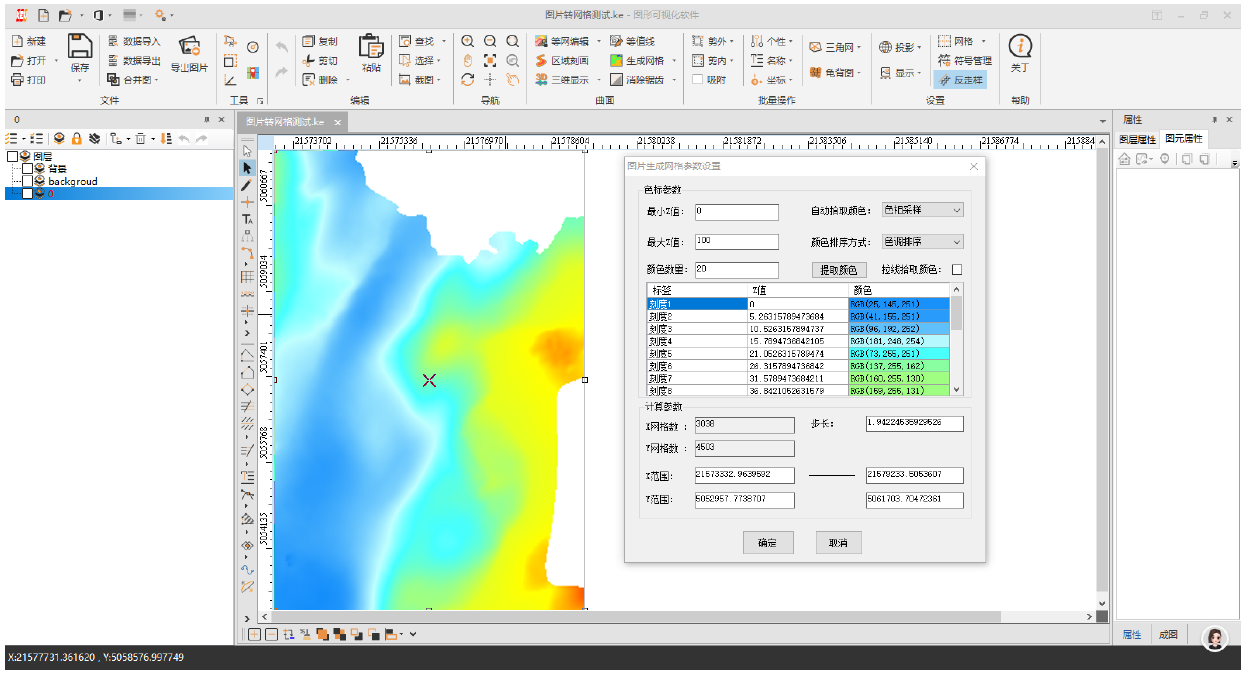 图片转网格测试.ke - 图形可视化软件
新建
打开
打印
保存
数据导入
数据导出
合并图
导出图片
文件
工具
复制
剪切
删除
粘贴
编辑
查找
选择
截图
导航
等网编辑
区域刻画
三维显示
等值线
生成网格
消除锯齿
曲面
剪外
剪内
吸附
个性
名称
坐标
批量操作
三角网
龟背图
投影
显示
网格
符号管理
反走样
设置
关于
帮助
0
图层
背景
backgroud
0
图片转网格测试.ke
21573702 21575336 21576970 21578604 21580238 21581872 21583506 21585140 21586774 215884
5060667
5059034
5057401
5055768
5054135
图片生成网格参数设置
色标参数
最小Z值: 0
自动拾取颜色: 色相采样
最大Z值: 100
颜色排序方式: 色调排序
颜色数量: 20
提取颜色
拉线拾取颜色:
标签 Z值 颜色
刻度1 0 RGB(25,145,251)
刻度2 5.26315789473684 RGB(41,155,251)
刻度3 10.5263157894737 RGB(96,192,252)
刻度4 15.7894736842105 RGB(181,248,254)
刻度5 21.0526315789474 RGB(73,255,251)
刻度6 26.3157894736842 RGB(137,255,162)
刻度7 31.5789473684211 RGB(160,255,130)
刻度8 36.8421052631579 RGB(159,255,131)
计算参数
X网格数: 3038
步长: 1.94224535929526
Y网格数: 4503
X范围: 21573332.9639592 21579233.5053607
Y范围: 5052957.7738707 5061703.70472361
确定
取消
属性
图层属性
图元属性
属性
成图
X:21577731.361620 , Y:5058576.997749